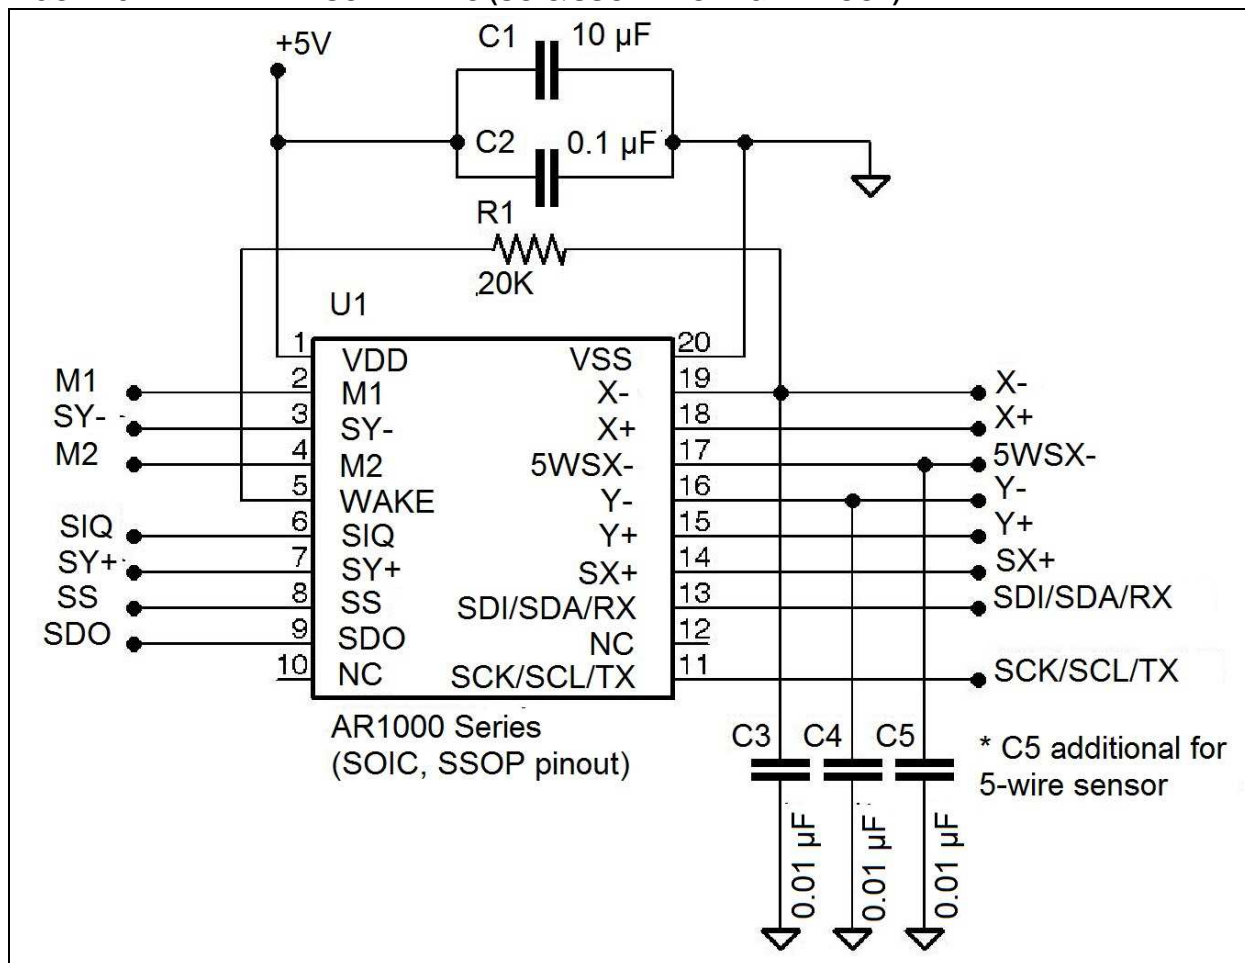 +5V
C1
10 µF
C2
0.1 µF
R1
20K
U1
1
VDD
VSS
20
M1
2
M1
X-
19
X-
SY-
3
SY-
X+
18
X+
M2
4
M2
5WSX-
17
5WSX-
5
WAKE
Y-
16
Y-
SIQ
6
SIQ
Y+
15
Y+
SY+
7
SY+
SX+
14
SX+
SS
8
SS
SDI/SDA/RX
13
SDI/SDA/RX
SDO
9
SDO
NC
12
10
NC
SCK/SCL/TX
11
SCK/SCL/TX
AR1000 Series
(SOIC, SSOP pinout)
C3
C4
C5
* C5 additional for
5-wire sensor
0.01 µF
0.01 µF
0.01 µF